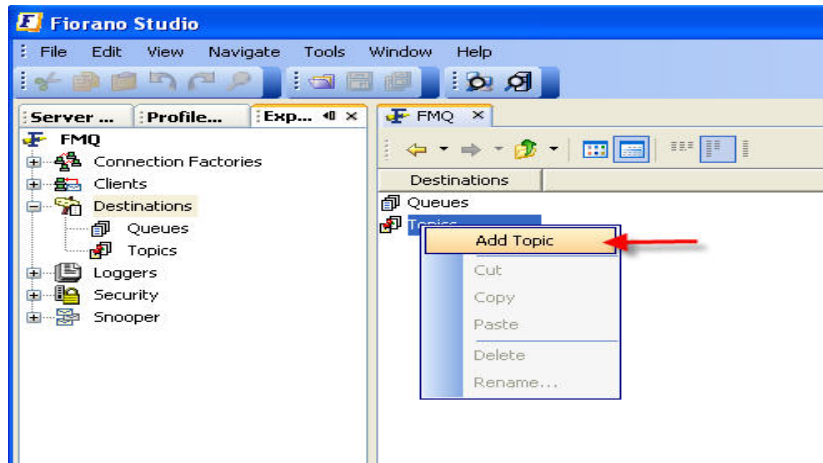 Fiorano Studio
File Edit View Navigate Tools Window Help
Server ... Profile... Exp...
FMQ
Connection Factories
Clients
Destinations
Queues
Topics
Loggers
Security
Snooper
FMQ
Destinations
Queues
Topics
Add Topic
Cut
Copy
Paste
Delete
Rename...